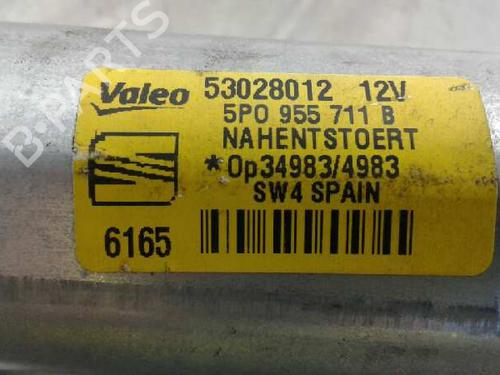 B-PARTS
Valeo 53028012 12V
5P0 955 711 B
NAHENTSTOERT
*Op34983/4983
SW4 SPAIN
6165